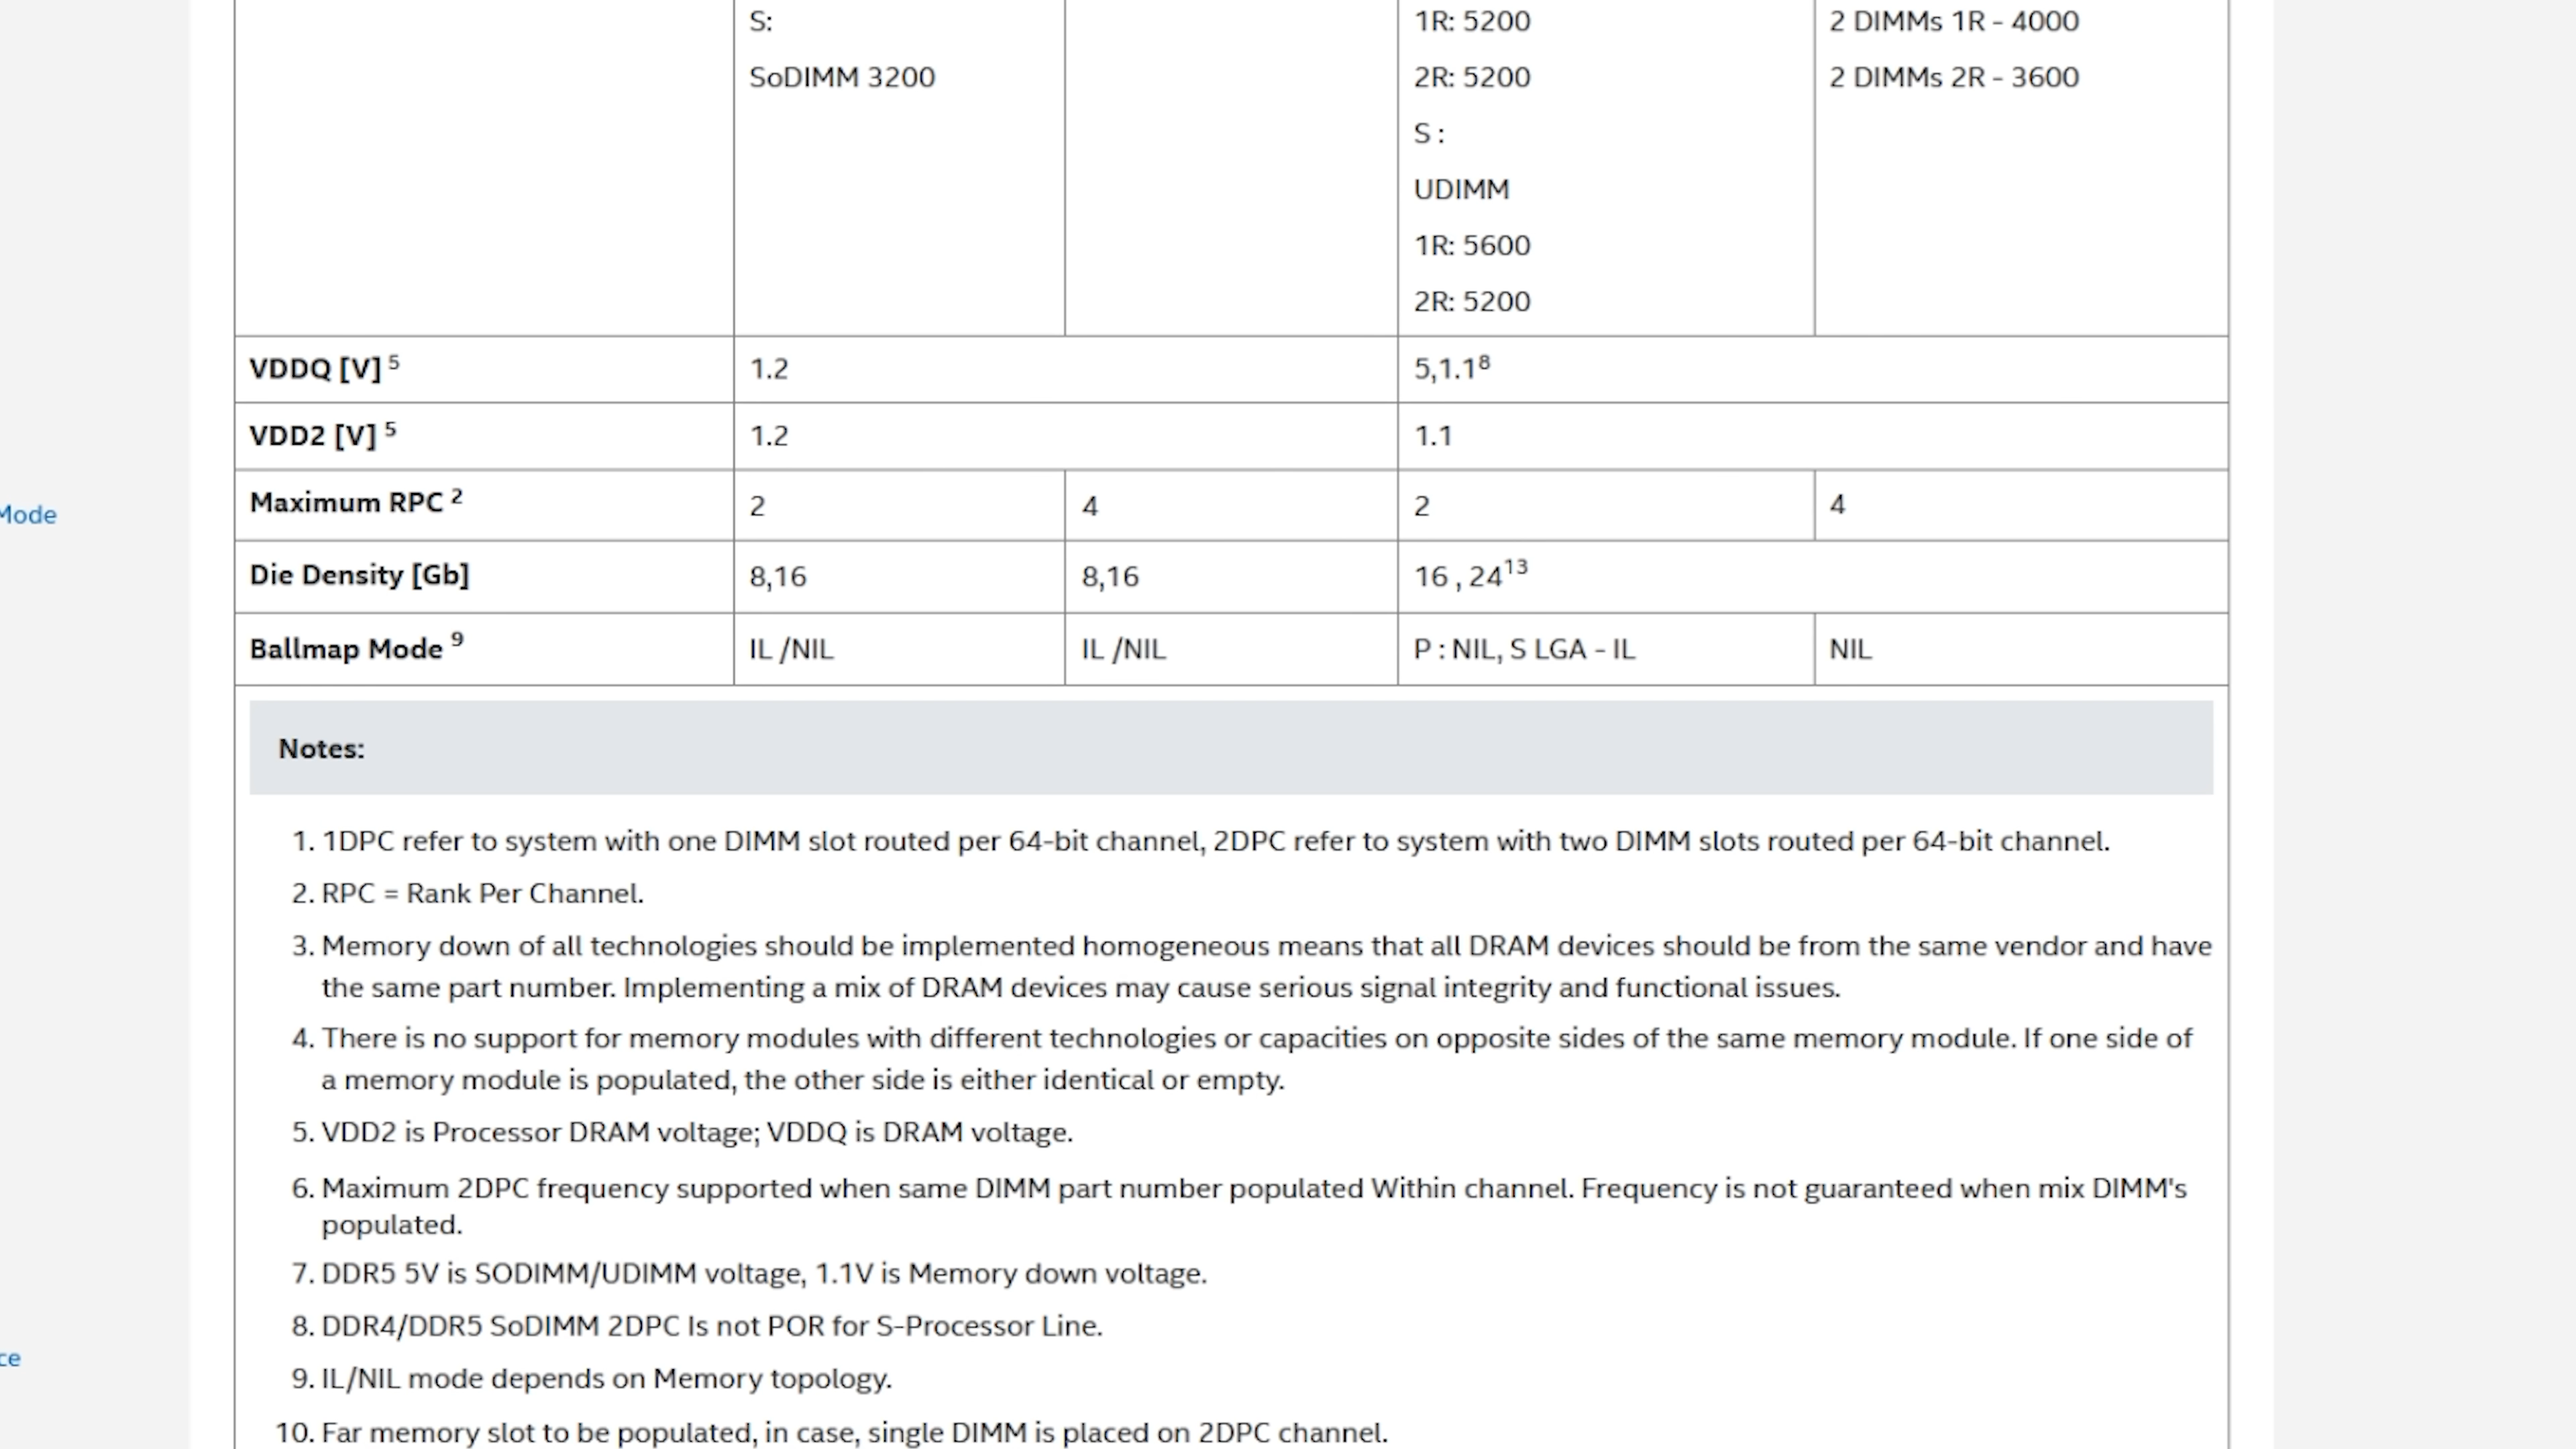 S:
SoDIMM 3200
1R: 5200
2R: 5200
S :
UDIMM
1R: 5600
2R: 5200
2 DIMMs 1R - 4000
2 DIMMs 2R - 3600
VDDQ [V] 5
1.2
5,1.18
VDD2 [V] 5
1.2
1.1
Maximum RPC 2
2
4
2
4
Die Density [Gb]
8,16
8,16
16 , 2413
Ballmap Mode 9
IL /NIL
IL /NIL
P : NIL, S LGA - IL
NIL
Mode
Notes:
1. 1DPC refer to system with one DIMM slot routed per 64-bit channel, 2DPC refer to system with two DIMM slots routed per 64-bit channel.
2. RPC = Rank Per Channel.
3. Memory down of all technologies should be implemented homogeneous means that all DRAM devices should be from the same vendor and have
the same part number. Implementing a mix of DRAM devices may cause serious signal integrity and functional issues.
4. There is no support for memory modules with different technologies or capacities on opposite sides of the same memory module. If one side of
a memory module is populated, the other side is either identical or empty.
5. VDD2 is Processor DRAM voltage; VDDQ is DRAM voltage.
6. Maximum 2DPC frequency supported when same DIMM part number populated Within channel. Frequency is not guaranteed when mix DIMM's
populated.
7. DDR5 5V is SODIMM/UDIMM voltage, 1.1V is Memory down voltage.
8. DDR4/DDR5 SoDIMM 2DPC Is not POR for S-Processor Line.
ce
9. IL/NIL mode depends on Memory topology.
10. Far memory slot to be populated, in case, single DIMM is placed on 2DPC channel.